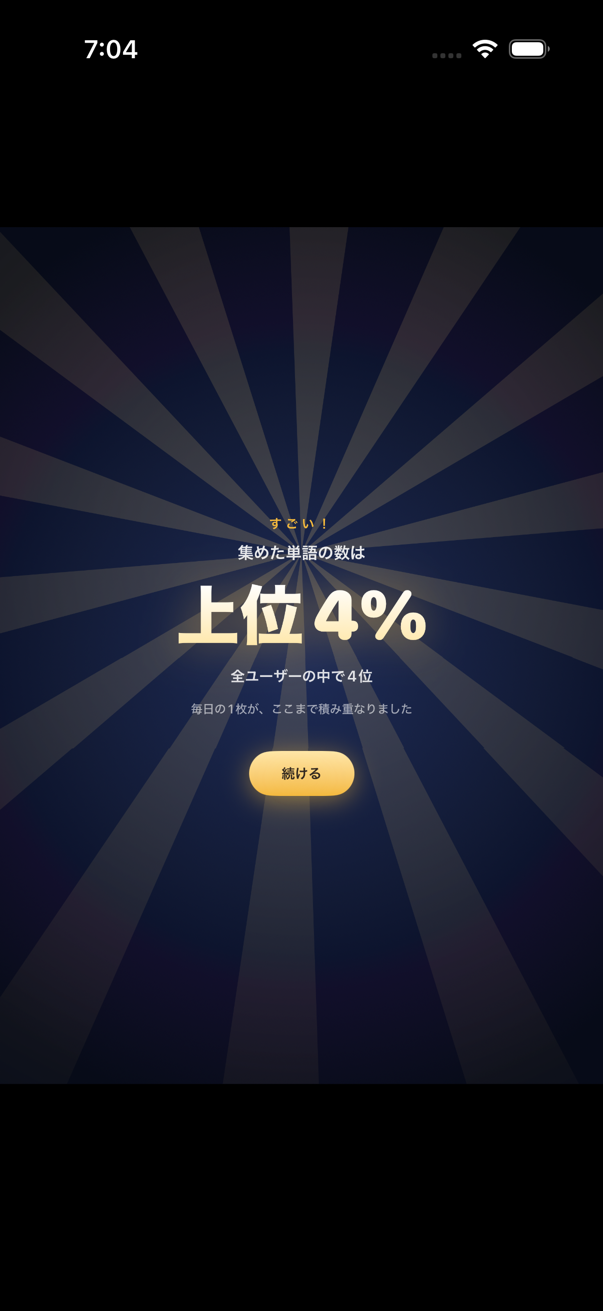 7:04
すごい！
集めた単語の数は
上位4%
全ユーザーの中で4位
毎日の1枚が、ここまで積み重なりました
続ける